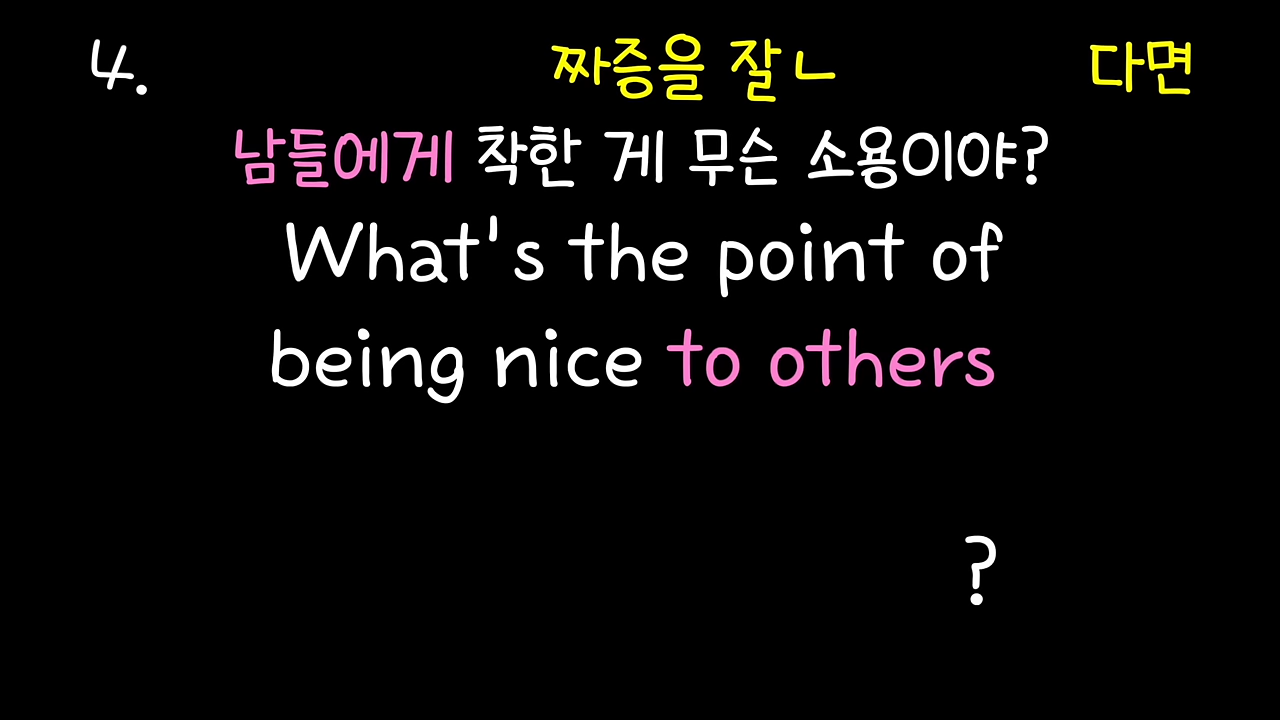 4. 짜증을 잘ㄴ 다면
남들에게 착한 게 무슨 소용이야?
What's the point of
being nice to others
?